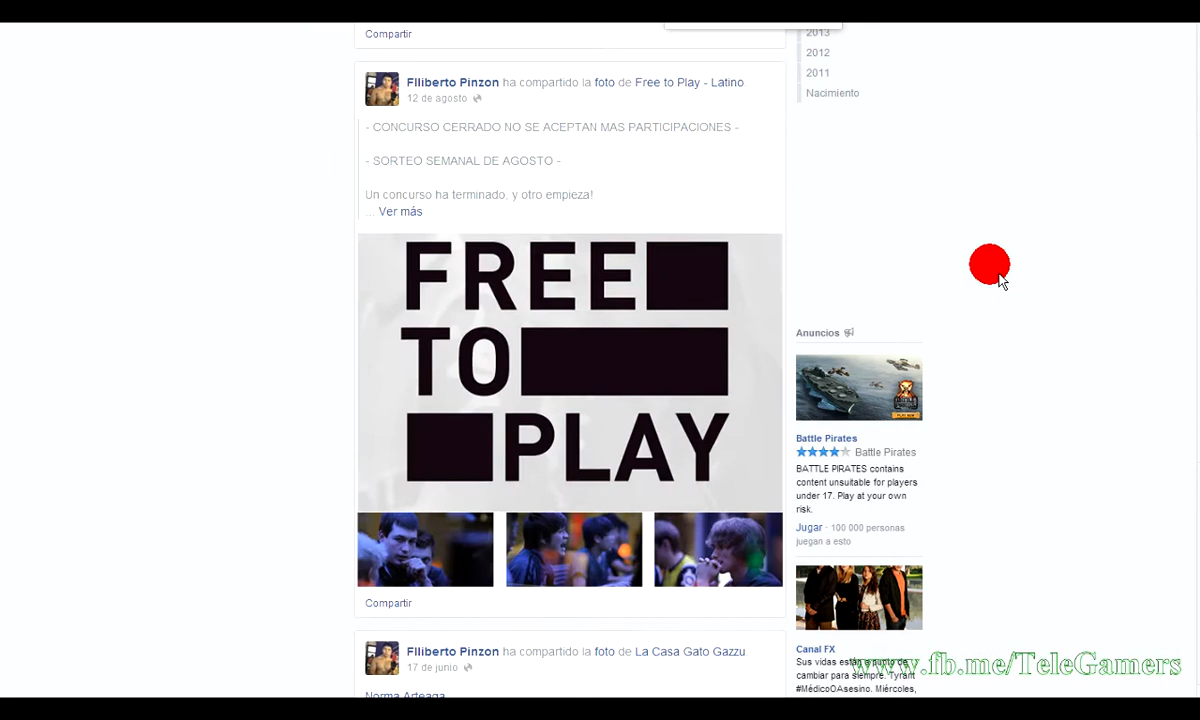 Compartir
Flliberto Pinzon ha compartido la foto de Free to Play - Latino
12 de agosto
- CONCURSO CERRADO NO SE ACEPTAN MAS PARTICIPACIONES -
- SORTEO SEMANAL DE AGOSTO -
Un concurso ha terminado, y otro empieza!
... Ver más
FREE
TO
PLAY
Compartir
Flliberto Pinzon ha compartido la foto de La Casa Gato Gazzu.
17 de junio
Norma Arteaga
2013
2012
2011
Nacimiento
Anuncios
Battle Pirates
Battle Pirates
BATTLE PIRATES contains
content unsuitable for players
under 17. Play at your own
risk.
Jugar · 100 000 personas
juegan a esto
Canal FX
Sus vidas están a punto de
cambiar para siempre. Tyrant
#MédicoOAsesino. Miércoles,
www.fb.me/TeleGamers